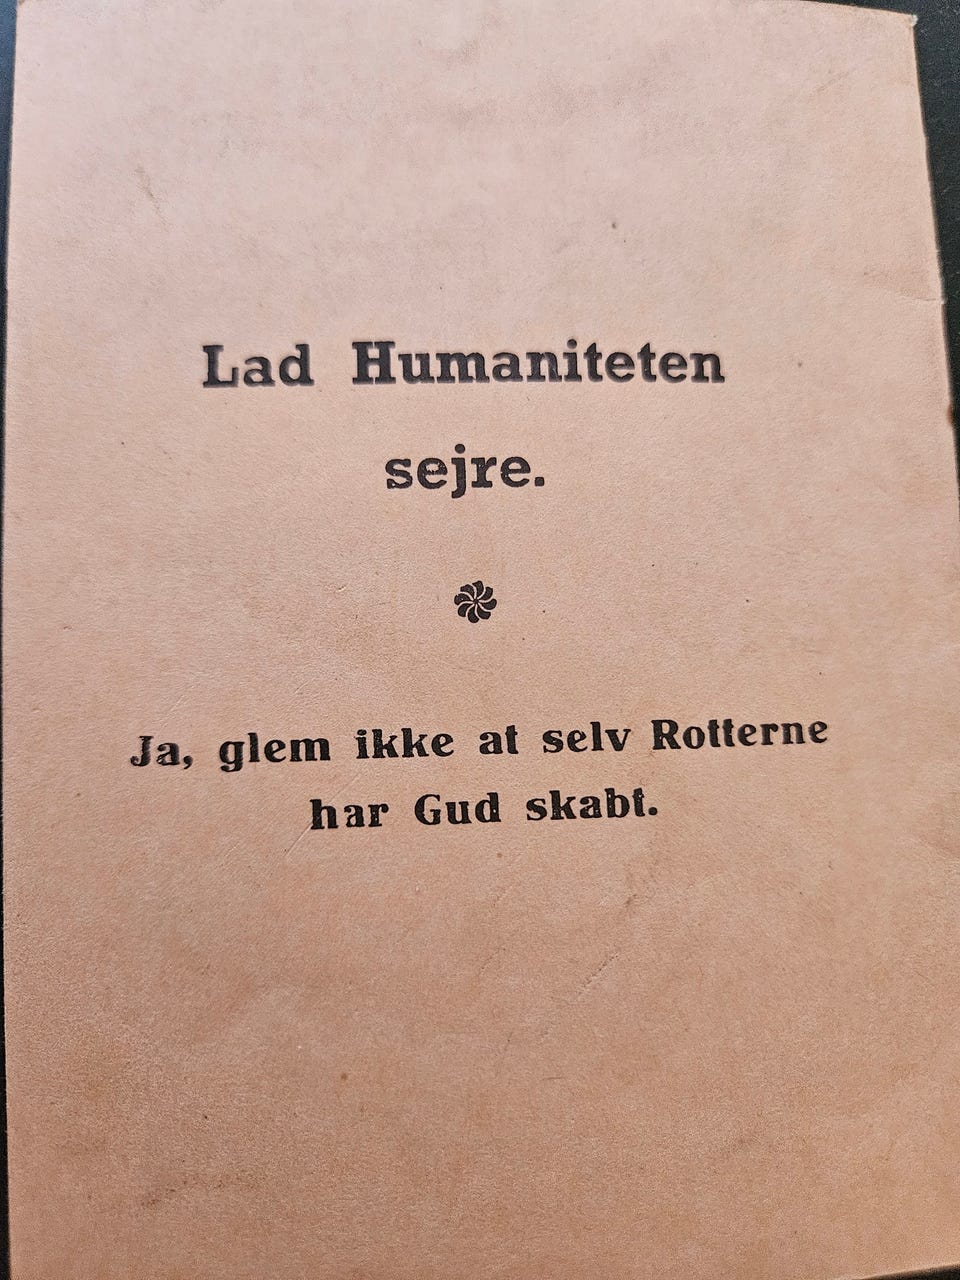 Lad Humaniteten
sejre.
Ja, glem ikke at selv Rotterne
har Gud skabt.